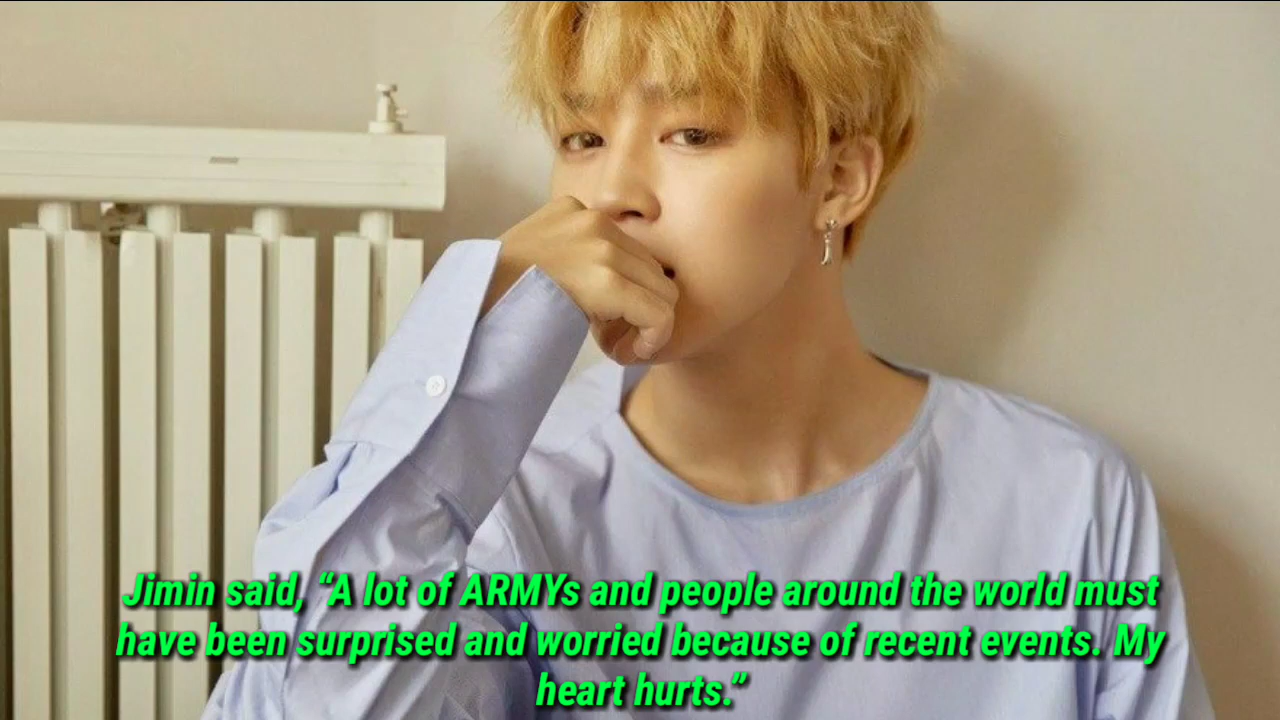 Jimin said, “A lot of ARMYs and people around the world must
have been surprised and worried because of recent events. My
heart hurts.”